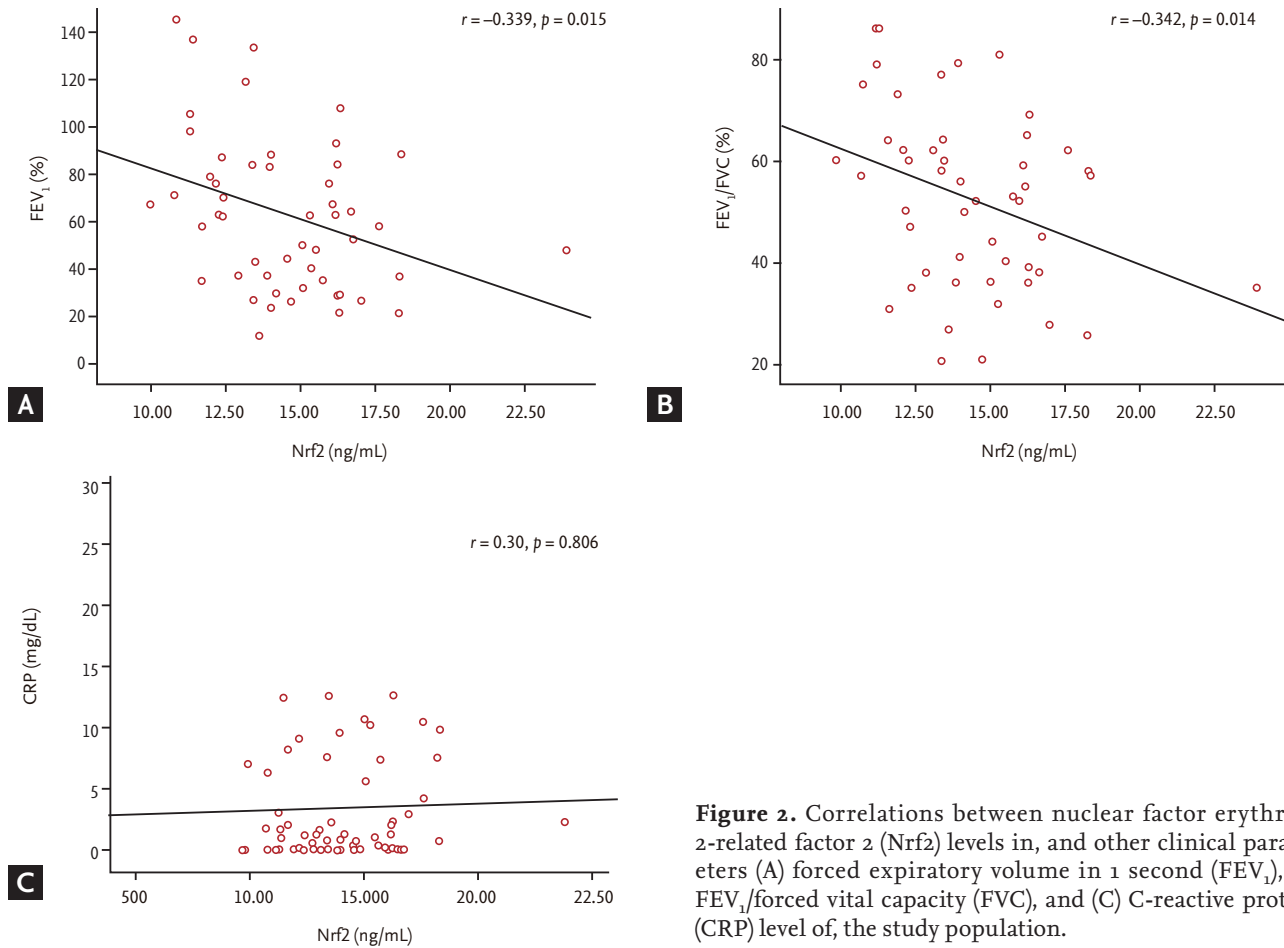 r = –0.339, p = 0.015
140
120
100
80
60
40
20
0
FEV₁ (%)
10.00 12.50 15.00 17.50 20.00 22.50
Nrf2 (ng/mL)
A
r = –0.342, p = 0.014
80
60
40
20
FEV₁/FVC (%)
10.00 12.50 15.00 17.50 20.00 22.50
Nrf2 (ng/mL)
B
r = 0.30, p = 0.806
30
25
20
15
10
5
0
CRP (mg/dL)
500 10.00 15.000 17.50 20.00 22.50
Nrf2 (ng/mL)
C
Figure 2. Correlations between nuclear factor erythr
2-related factor 2 (Nrf2) levels in, and other clinical para
eters (A) forced expiratory volume in 1 second (FEV₁),
FEV₁/forced vital capacity (FVC), and (C) C-reactive prot
(CRP) level of, the study population.